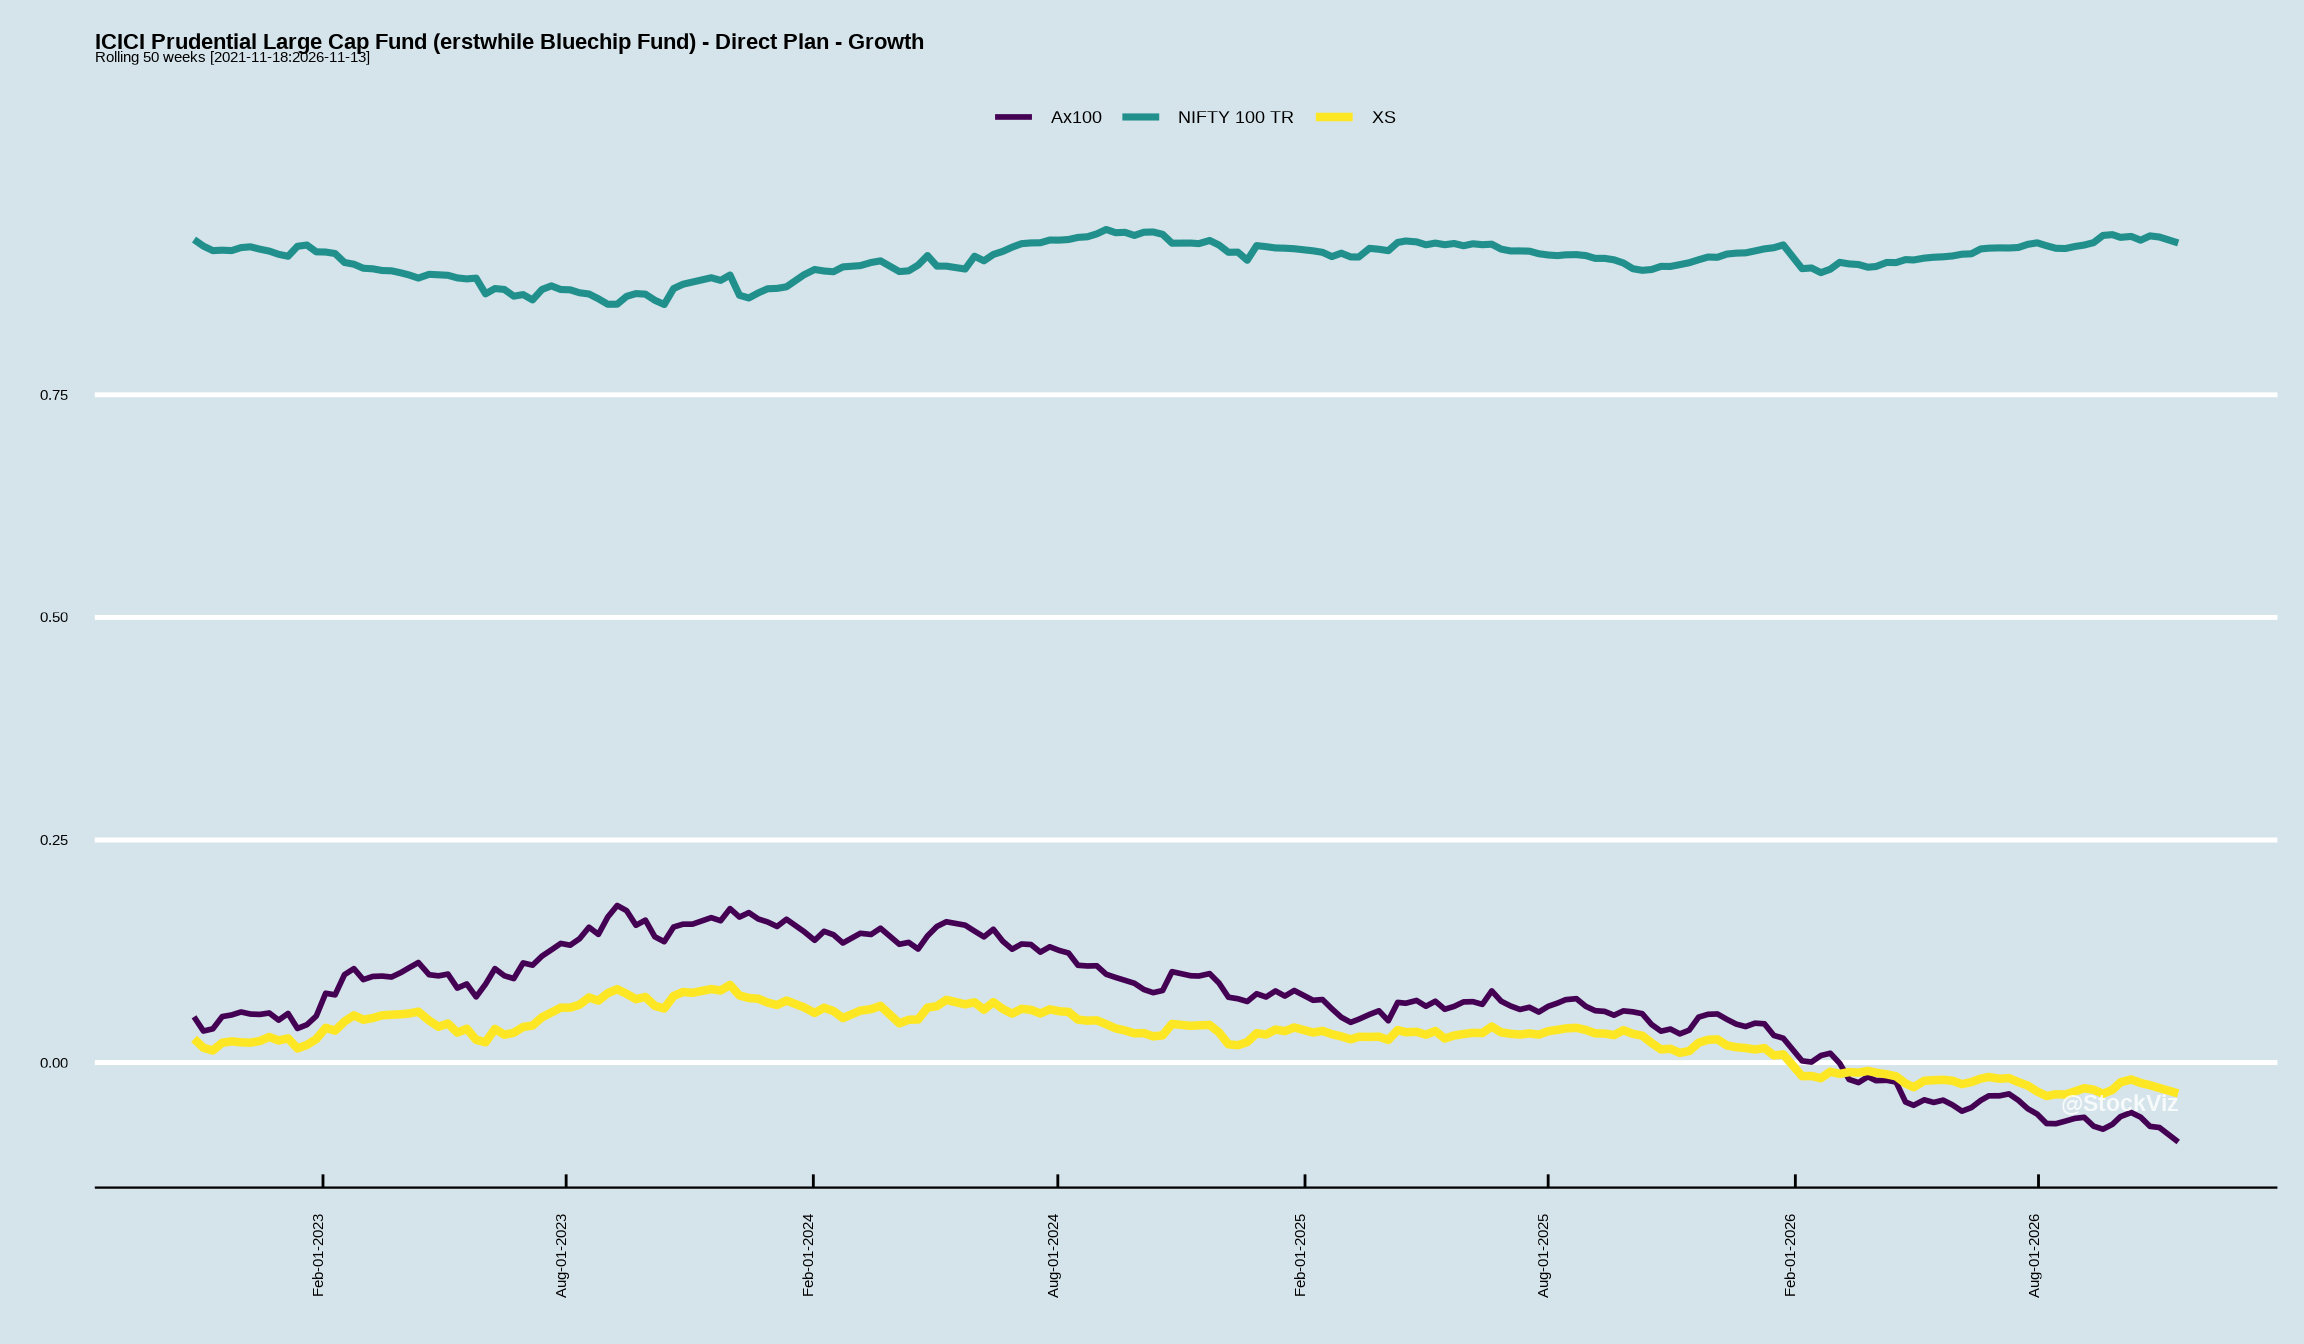 ICICI Prudential Large Cap Fund (erstwhile Bluechip Fund) - Direct Plan - Growth
Rolling 50 weeks [2021-11-18:2026-11-13]
Ax100 NIFTY 100 TR XS
0.75
0.50
0.25
0.00
@StockViz
Feb-01-2023
Aug-01-2023
Feb-01-2024
Aug-01-2024
Feb-01-2025
Aug-01-2025
Feb-01-2026
Aug-01-2026